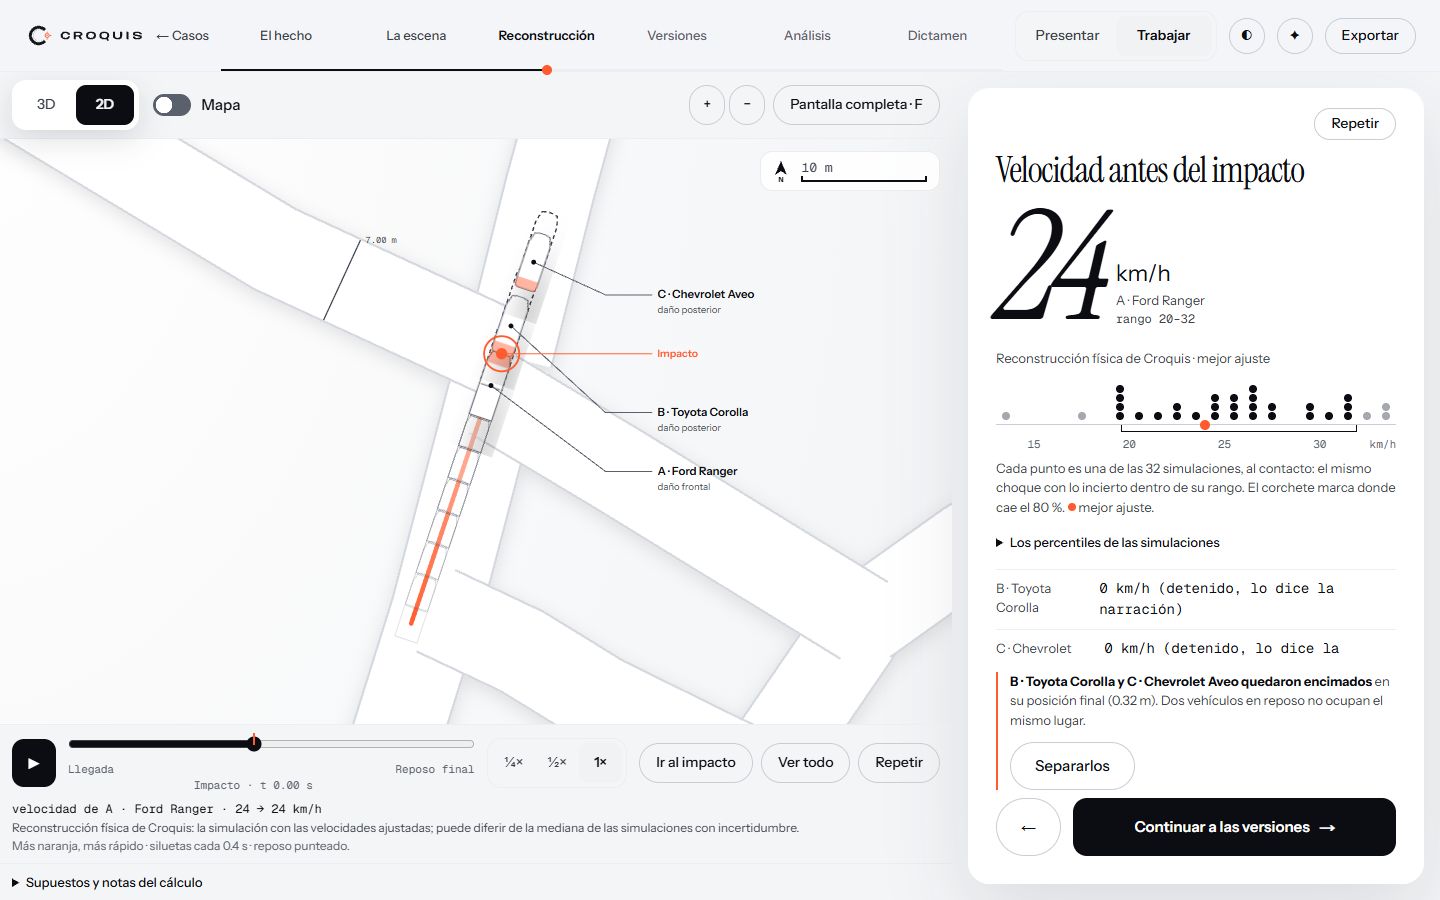 CROQUIS
← Casos
El hecho
La escena
Reconstrucción
Versiones
Análisis
Dictamen
Presentar
Trabajar
Exportar
3D
2D
Mapa
+
−
Pantalla completa · F
N
10 m
7.00 m
C · Chevrolet Aveo
daño posterior
Impacto
B · Toyota Corolla
daño posterior
A · Ford Ranger
daño frontal
Llegada
Reposo final
Impacto · t 0.00 s
¼×
½×
1×
Ir al impacto
Ver todo
Repetir
velocidad de A · Ford Ranger · 24 → 24 km/h
Reconstrucción física de Croquis: la simulación con las velocidades ajustadas; puede diferir de la mediana de las simulaciones con incertidumbre.
Más naranja, más rápido · siluetas cada 0.4 s · reposo punteado.
Supuestos y notas del cálculo
Repetir
Velocidad antes del impacto
24
km/h
A · Ford Ranger
rango 20–32
Reconstrucción física de Croquis · mejor ajuste
15
20
25
30
km/h
Cada punto es una de las 32 simulaciones, al contacto: el mismo
choque con lo incierto dentro de su rango. El corchete marca donde
cae el 80 %. mejor ajuste.
Los percentiles de las simulaciones
B · Toyota
Corolla
0 km/h (detenido, lo dice la
narración)
C · Chevrolet
0 km/h (detenido, lo dice la
B · Toyota Corolla y C · Chevrolet Aveo quedaron encimados en
su posición final (0.32 m). Dos vehículos en reposo no ocupan el
mismo lugar.
Separarlos
←
Continuar a las versiones →